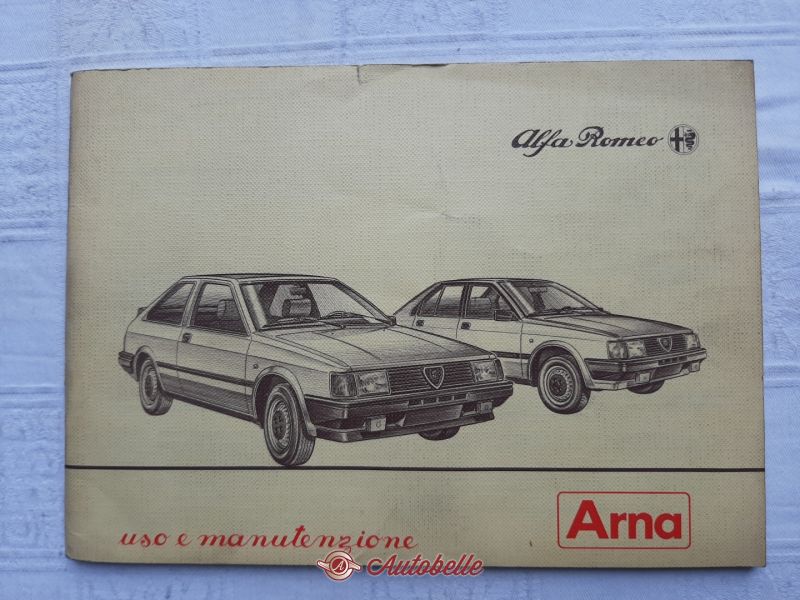 Alfa Romeo
uso e manutenzione
Arna
Autobelle